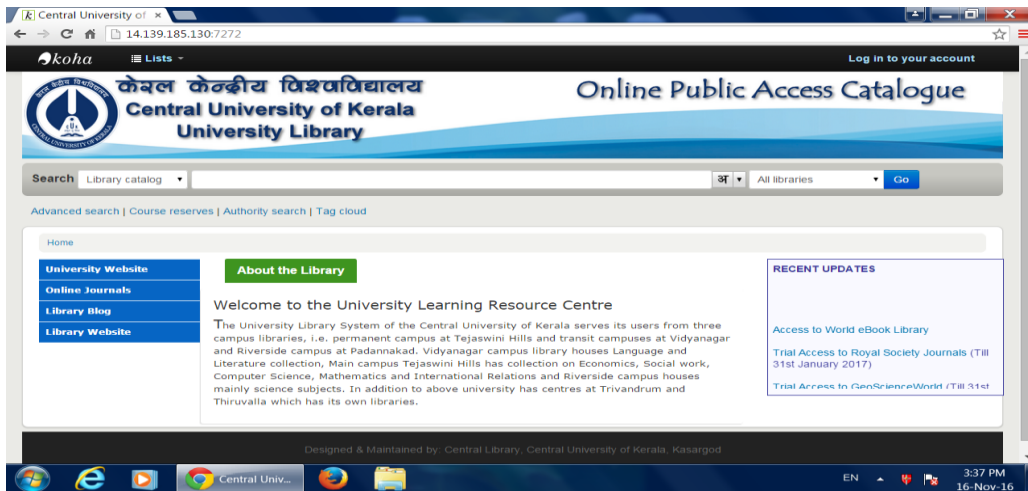 Central University of ×
14.139.185.130:7272
koha Lists Log in to your account
केरल केन्द्रीय विश्वविद्यालय
Central University of Kerala
University Library
Online Public Access Catalogue
Search Library catalog अ All libraries Go
Advanced search | Course reserves | Authority search | Tag cloud
Home
University Website
Online Journals
Library Blog
Library Website
About the Library
Welcome to the University Learning Resource Centre
The University Library System of the Central University of Kerala serves its users from three
campus libraries, i.e. permanent campus at Tejaswini Hills and transit campuses at Vidyanagar
and Riverside campus at Padannakad. Vidyanagar campus library houses Language and
Literature collection, Main campus Tejaswini Hills has collection on Economics, Social work,
Computer Science, Mathematics and International Relations and Riverside campus houses
mainly science subjects. In addition to above university has centres at Trivandrum and
Thiruvalla which has its own libraries.
RECENT UPDATES
Access to World eBook Library
Trial Access to Royal Society Journals (Till
31st January 2017)
Trial Access to GeoScienceWorld (Till 31st
Designed & Maintained by: Central Library, Central University of Kerala, Kasargod
Central Univ...
EN
3:37 PM
16-Nov-16